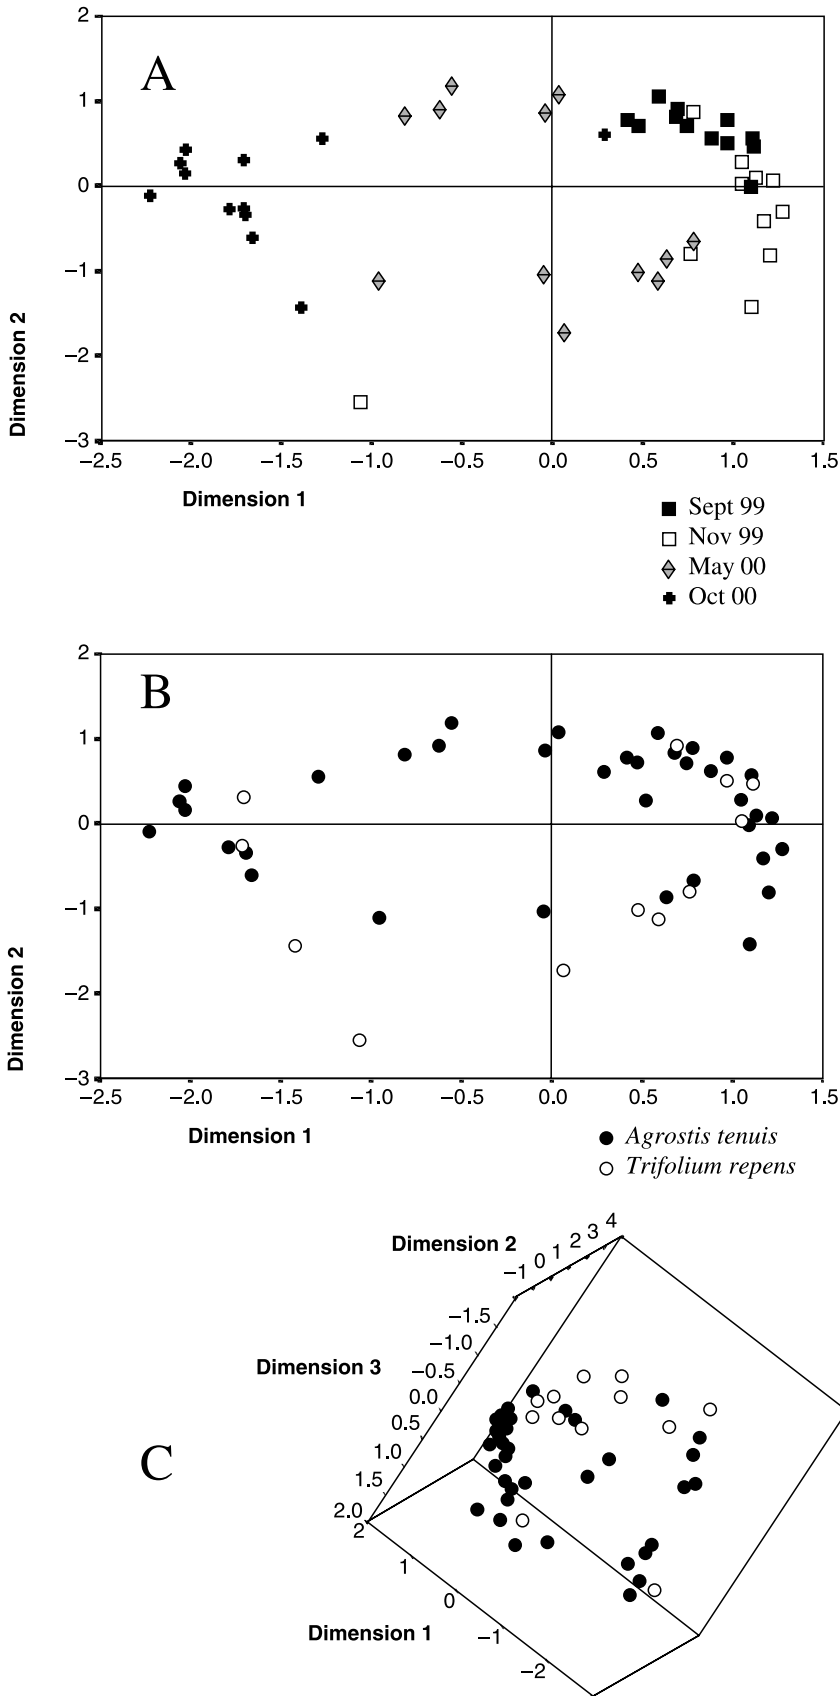 A
2
1
0
−1
−2
−3
Dimension 2
−2.5 −2.0 −1.5 −1.0 −0.5 0.0 0.5 1.0 1.5
Dimension 1
Sept 99
Nov 99
May 00
Oct 00
B
2
1
0
−1
−2
−3
Dimension 2
−2.5 −2.0 −1.5 −1.0 −0.5 0.0 0.5 1.0 1.5
Dimension 1
Agrostis tenuis
Trifolium repens
C
Dimension 2
−1 0 1 2 3 4
Dimension 3
−1.5
−1.0
−0.5
0.0
0.5
1.0
1.5
2.0
2
1
0
−1
−2
Dimension 1